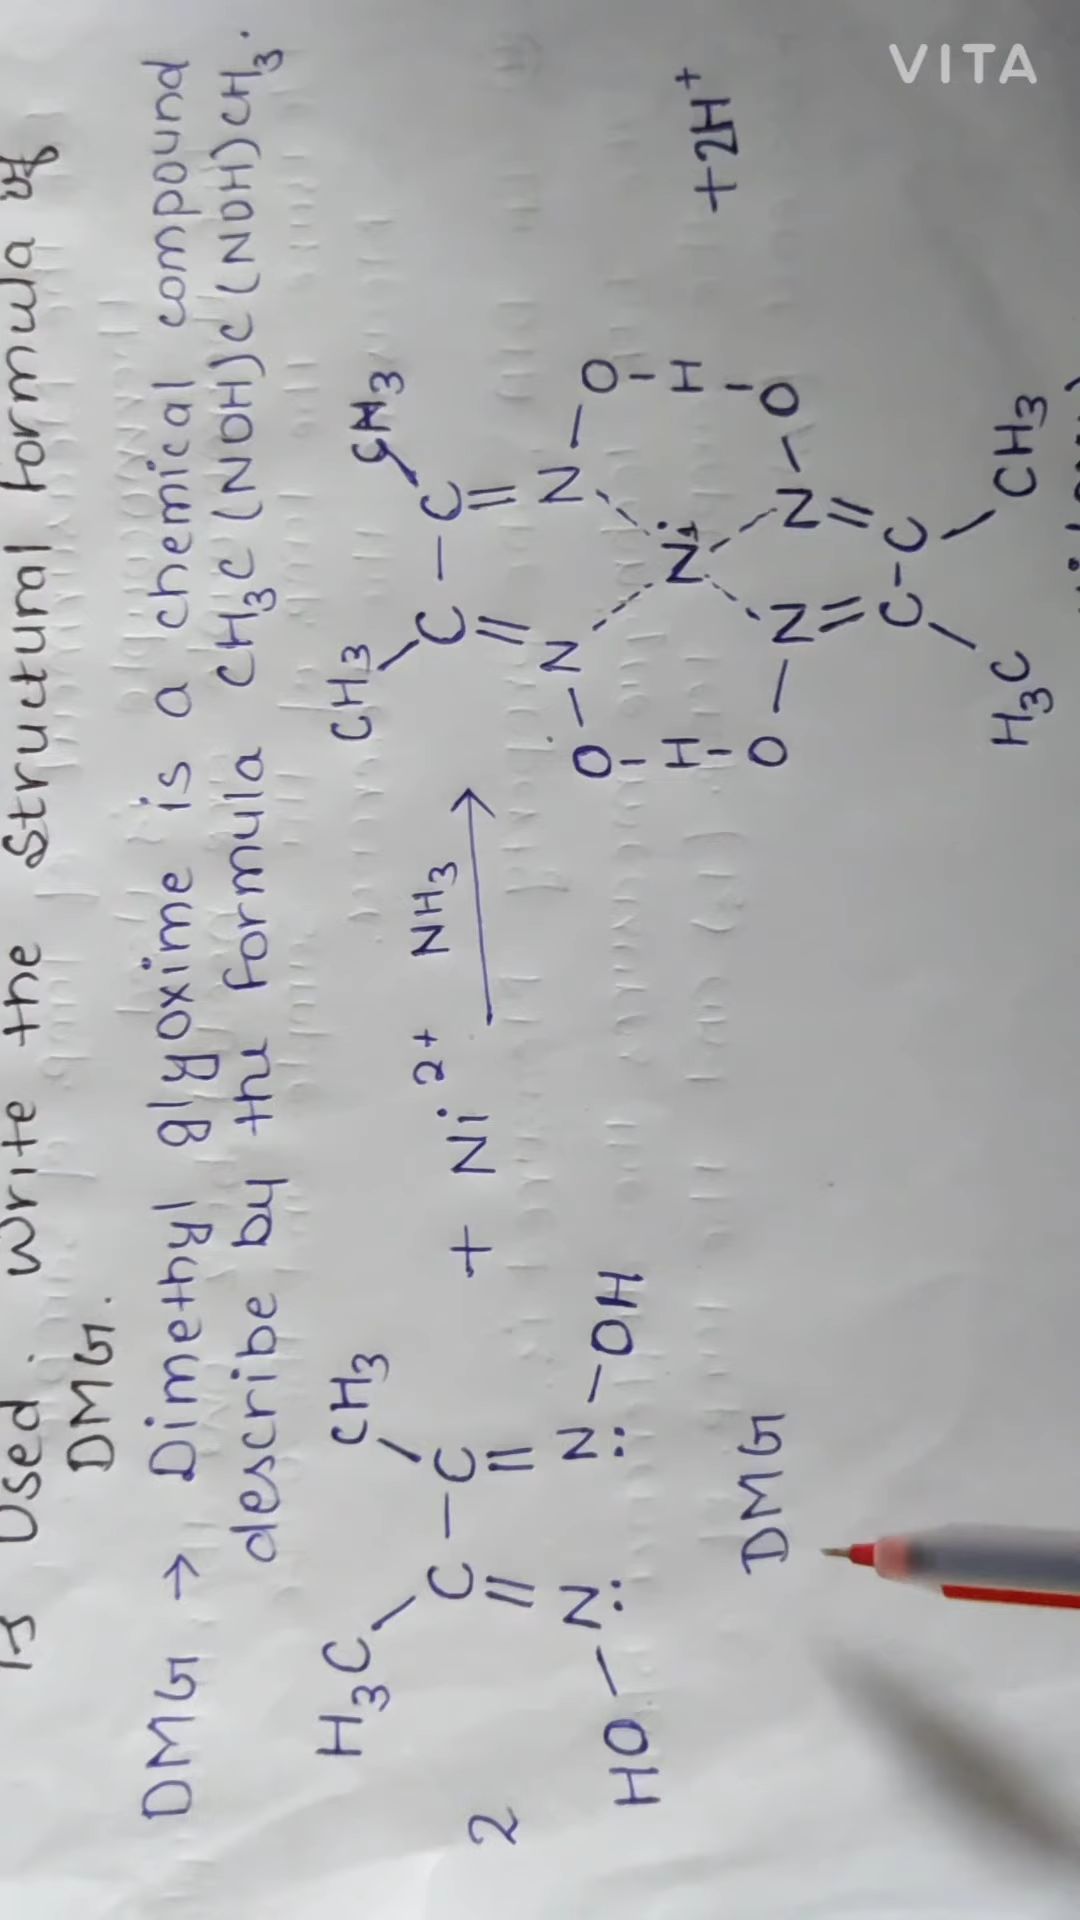 is Used. Write the Structural formula of
DMG.
DMG → Dimethyl glyoxime is a chemical compound
describe by the formula CH₃C(NOH)C(NOH)CH₃.
H₃C CH₃ CH₃ CH₃
2 C–C + Ni²⁺ NH₃ → C–C
HO–N: N:–OH O–N N–O
H Ni H +2H⁺
DMG O–N N–O
C–C
H₃C CH₃
VITA